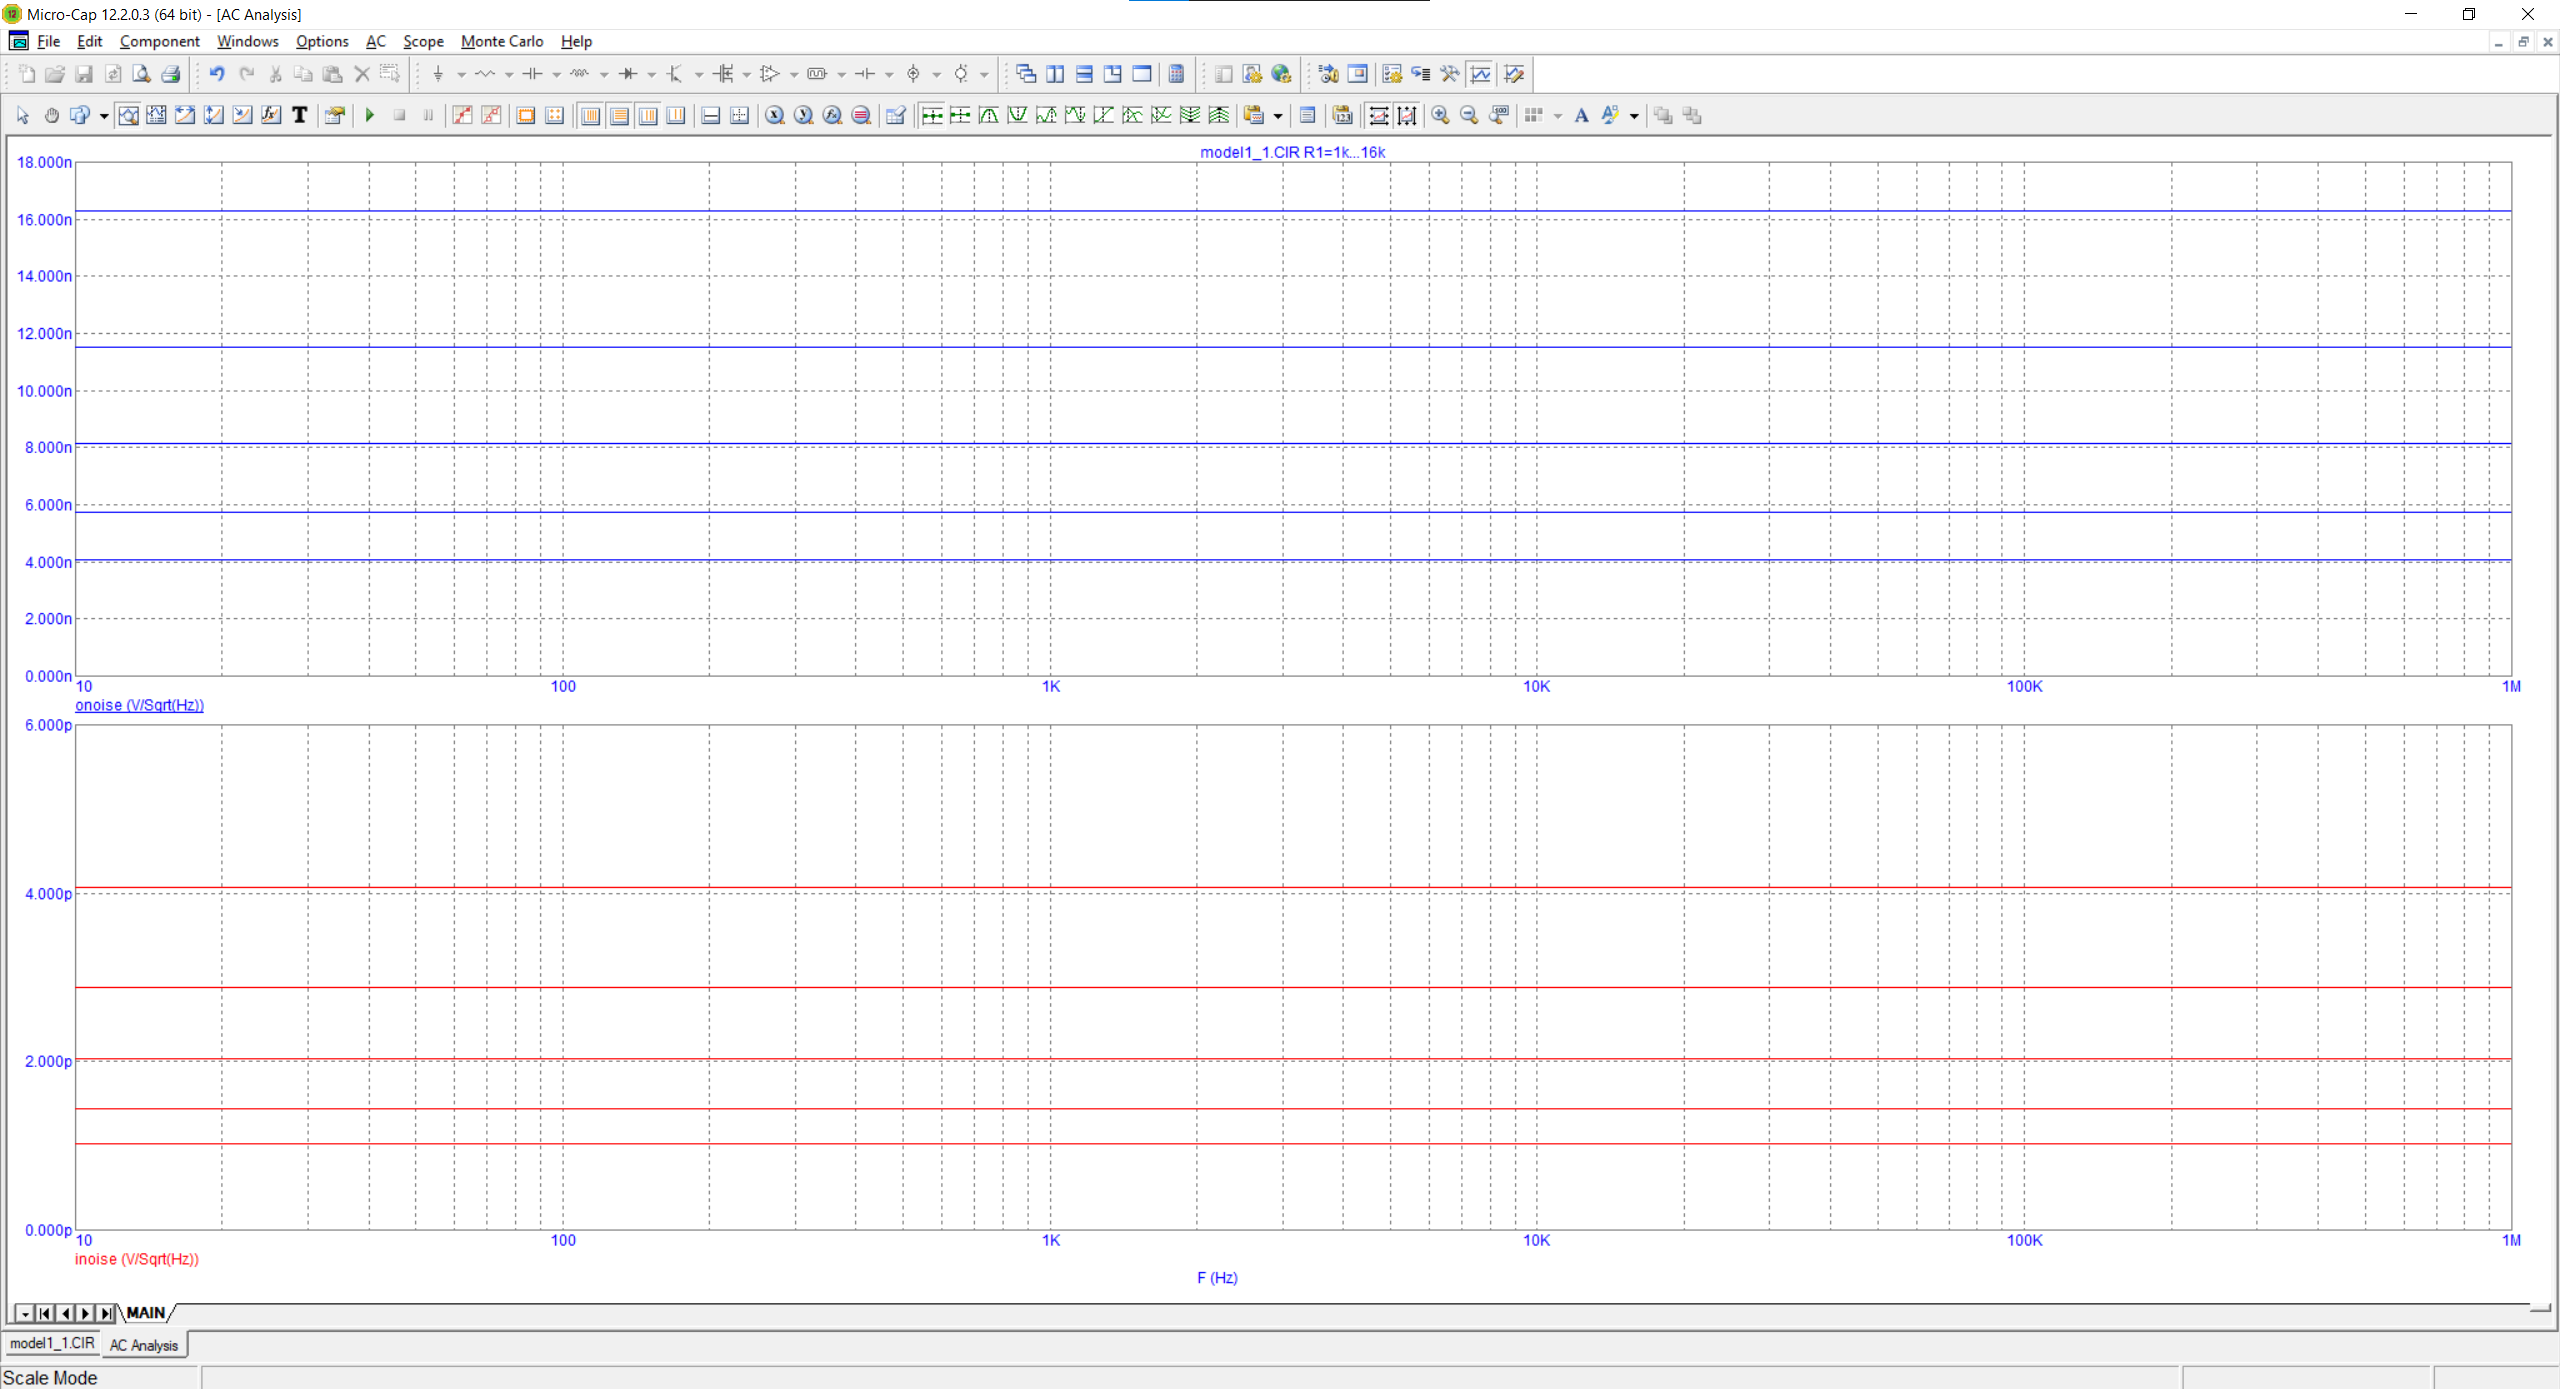 Micro-Cap 12.2.0.3 (64 bit) - [AC Analysis]
File Edit Component Windows Options AC Scope Monte Carlo Help
model1_1.CIR R1=1k...16k
18.000n
16.000n
14.000n
12.000n
10.000n
8.000n
6.000n
4.000n
2.000n
0.000n
10 100 1K 10K 100K 1M
onoise (V/Sqrt(Hz))
6.000p
4.000p
2.000p
0.000p
10 100 1K 10K 100K 1M
inoise (V/Sqrt(Hz))
F (Hz)
MAIN
model1_1.CIR AC Analysis
Scale Mode